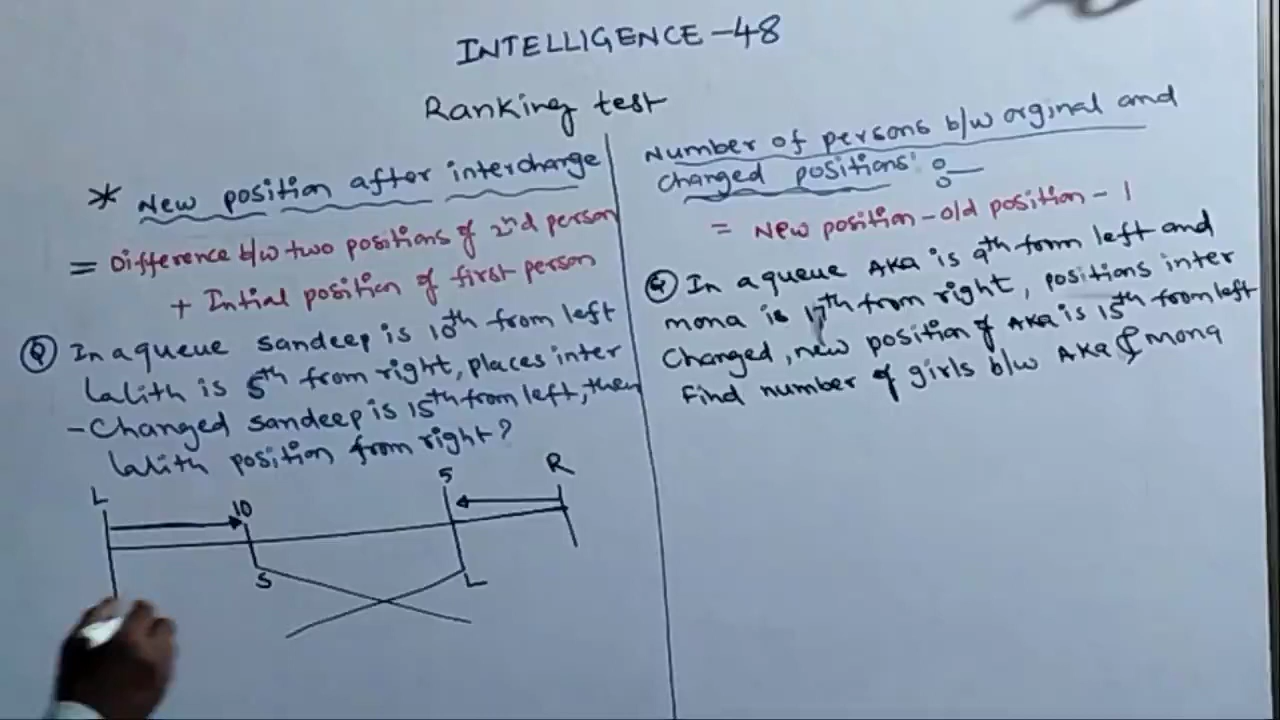 INTELLIGENCE-48
Ranking test
* New position after interchange
= Difference b/w two positions of 2nd person
+ Intial position of first person
Q In a queue sandeep is 10th from left
Lalith is 5th from right, places inter
-Changed sandeep is 15th from left, then
lalith position from right?
L
10
5
R
S
L
Number of persons b/w orginal and
changed positions:
= New position - old position - 1
Q In a queue AKA is 9th form left and
mona is 17th from right, positions inter
Changed, new position of AKA is 15th from left
Find number of girls b/w AKA & mona